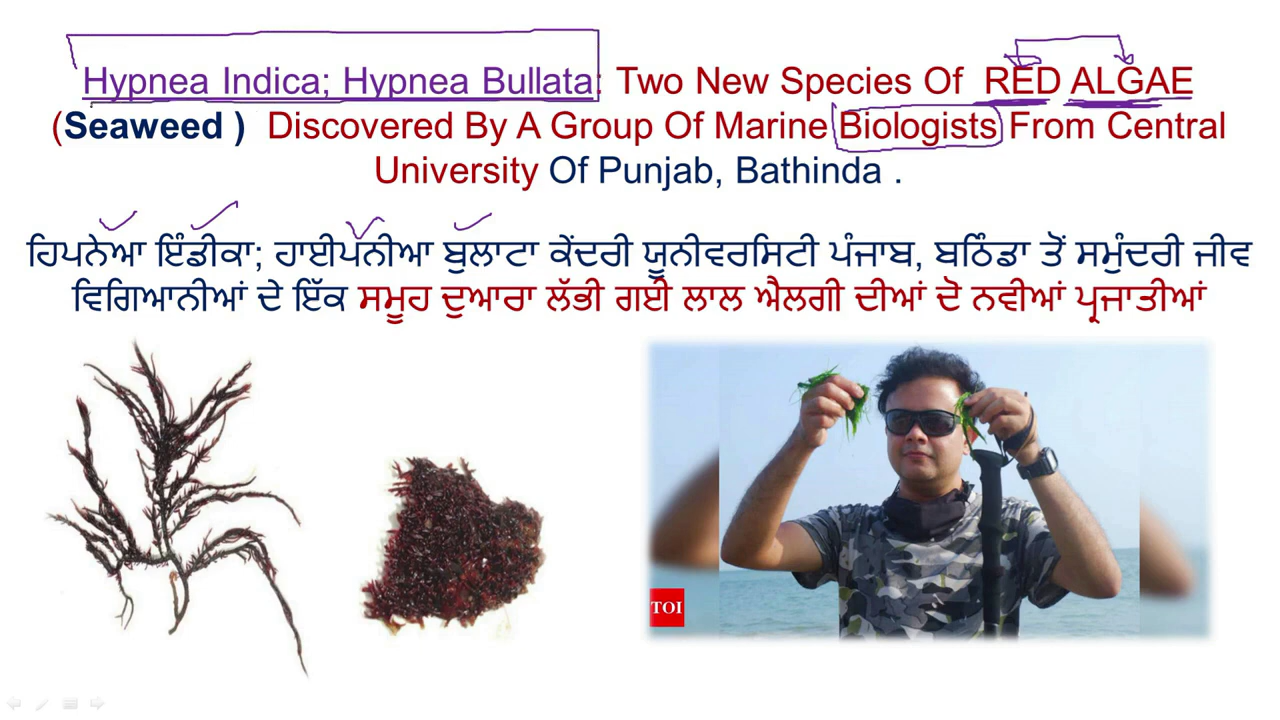 Hypnea Indica; Hypnea Bullata: Two New Species Of RED ALGAE
(Seaweed ) Discovered By A Group Of Marine Biologists From Central
University Of Punjab, Bathinda .
ਹਿਪਨੇਆ ਇੰਡੀਕਾ; ਹਾਈਪਨੀਆ ਬੁਲਾਟਾ ਕੇਂਦਰੀ ਯੂਨੀਵਰਸਿਟੀ ਪੰਜਾਬ, ਬਠਿੰਡਾ ਤੋਂ ਸਮੁੰਦਰੀ ਜੀਵ
ਵਿਗਿਆਨੀਆਂ ਦੇ ਇੱਕ ਸਮੂਹ ਦੁਆਰਾ ਲੱਭੀ ਗਈ ਲਾਲ ਐਲਗੀ ਦੀਆਂ ਦੋ ਨਵੀਆਂ ਪ੍ਰਜਾਤੀਆਂ
TOI